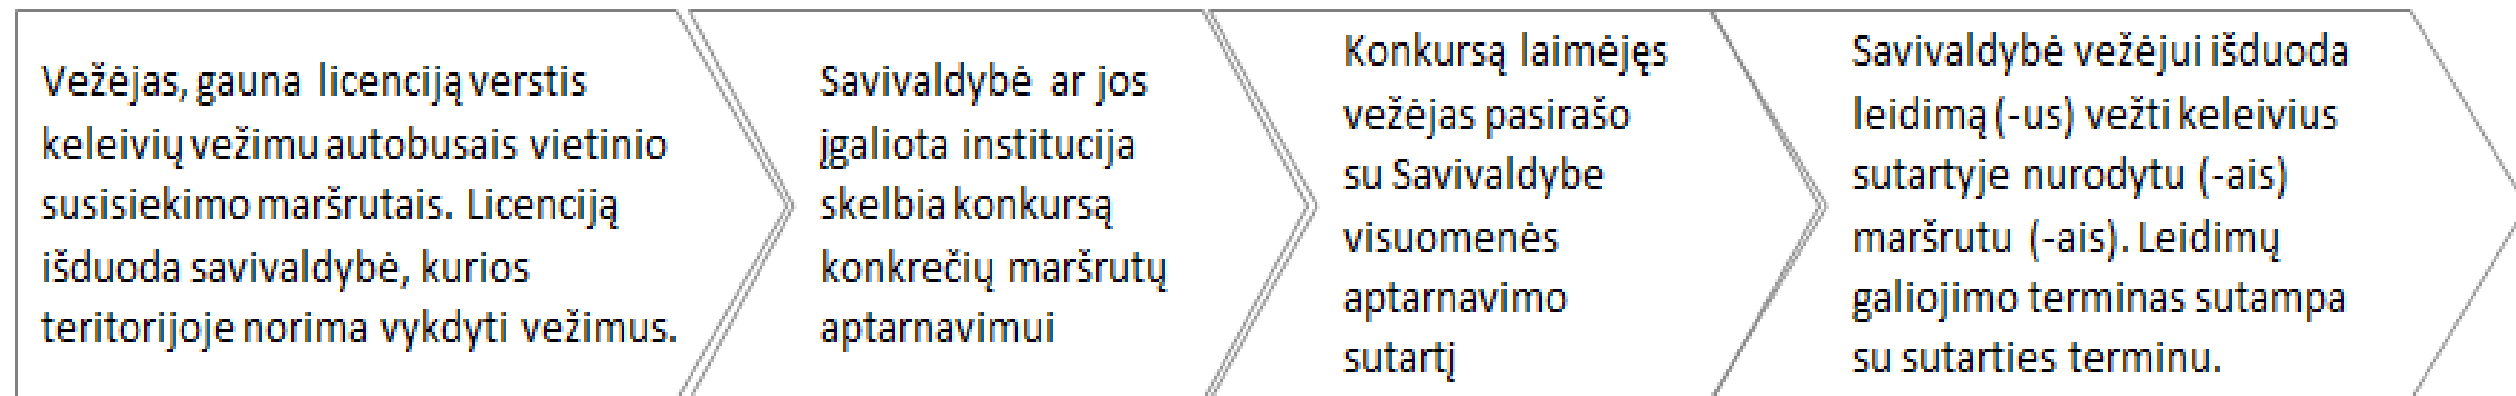 Vežėjas, gauna licenciją verstis
keleivių vežimu autobusais vietinio
susisiekimo maršrutais. Licenciją
išduoda savivaldybė, kurios
teritorijoje norima vykdyti vežimus.
Savivaldybė ar jos
įgaliota institucija
skelbia konkursą
konkrečių maršrutų
aptarnavimui
Konkursą laimėjęs
vežėjas pasirašo
su Savivaldybe
visuomenės
aptarnavimo
sutartį
Savivaldybė vežėjui išduoda
leidimą (-us) vežti keleivius
sutartyje nurodytu (-ais)
maršrutu (-ais). Leidimų
galiojimo terminas sutampa
su sutarties terminu.